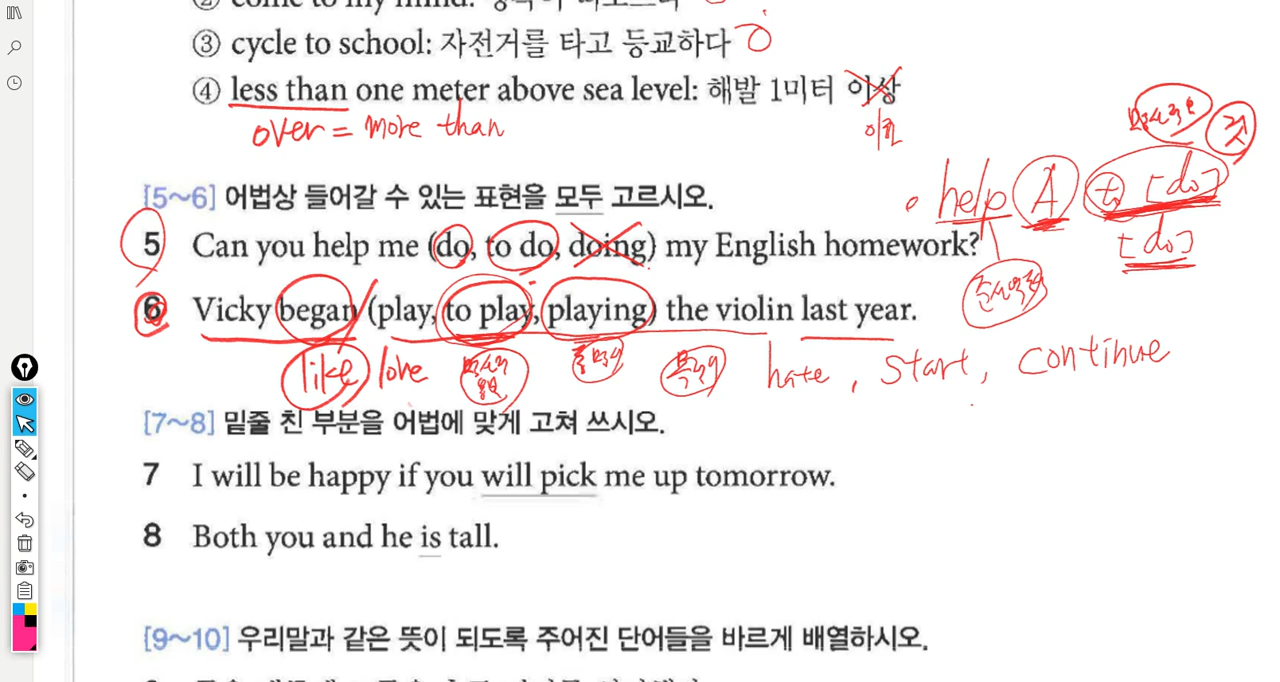 ③ cycle to school: 자전거를 타고 등교하다
④ less than one meter above sea level: 해발 1미터 이상
over = more than
[5~6] 어법상 들어갈 수 있는 표현을 모두 고르시오.
help A to [do]
[do]
5 Can you help me (do, to do, doing) my English homework?
6 Vicky began (play, to play, playing) the violin last year.
like love hate, start, continue
[7~8] 밑줄 친 부분을 어법에 맞게 고쳐 쓰시오.
7 I will be happy if you will pick me up tomorrow.
8 Both you and he is tall.
[9~10] 우리말과 같은 뜻이 되도록 주어진 단어들을 바르게 배열하시오.